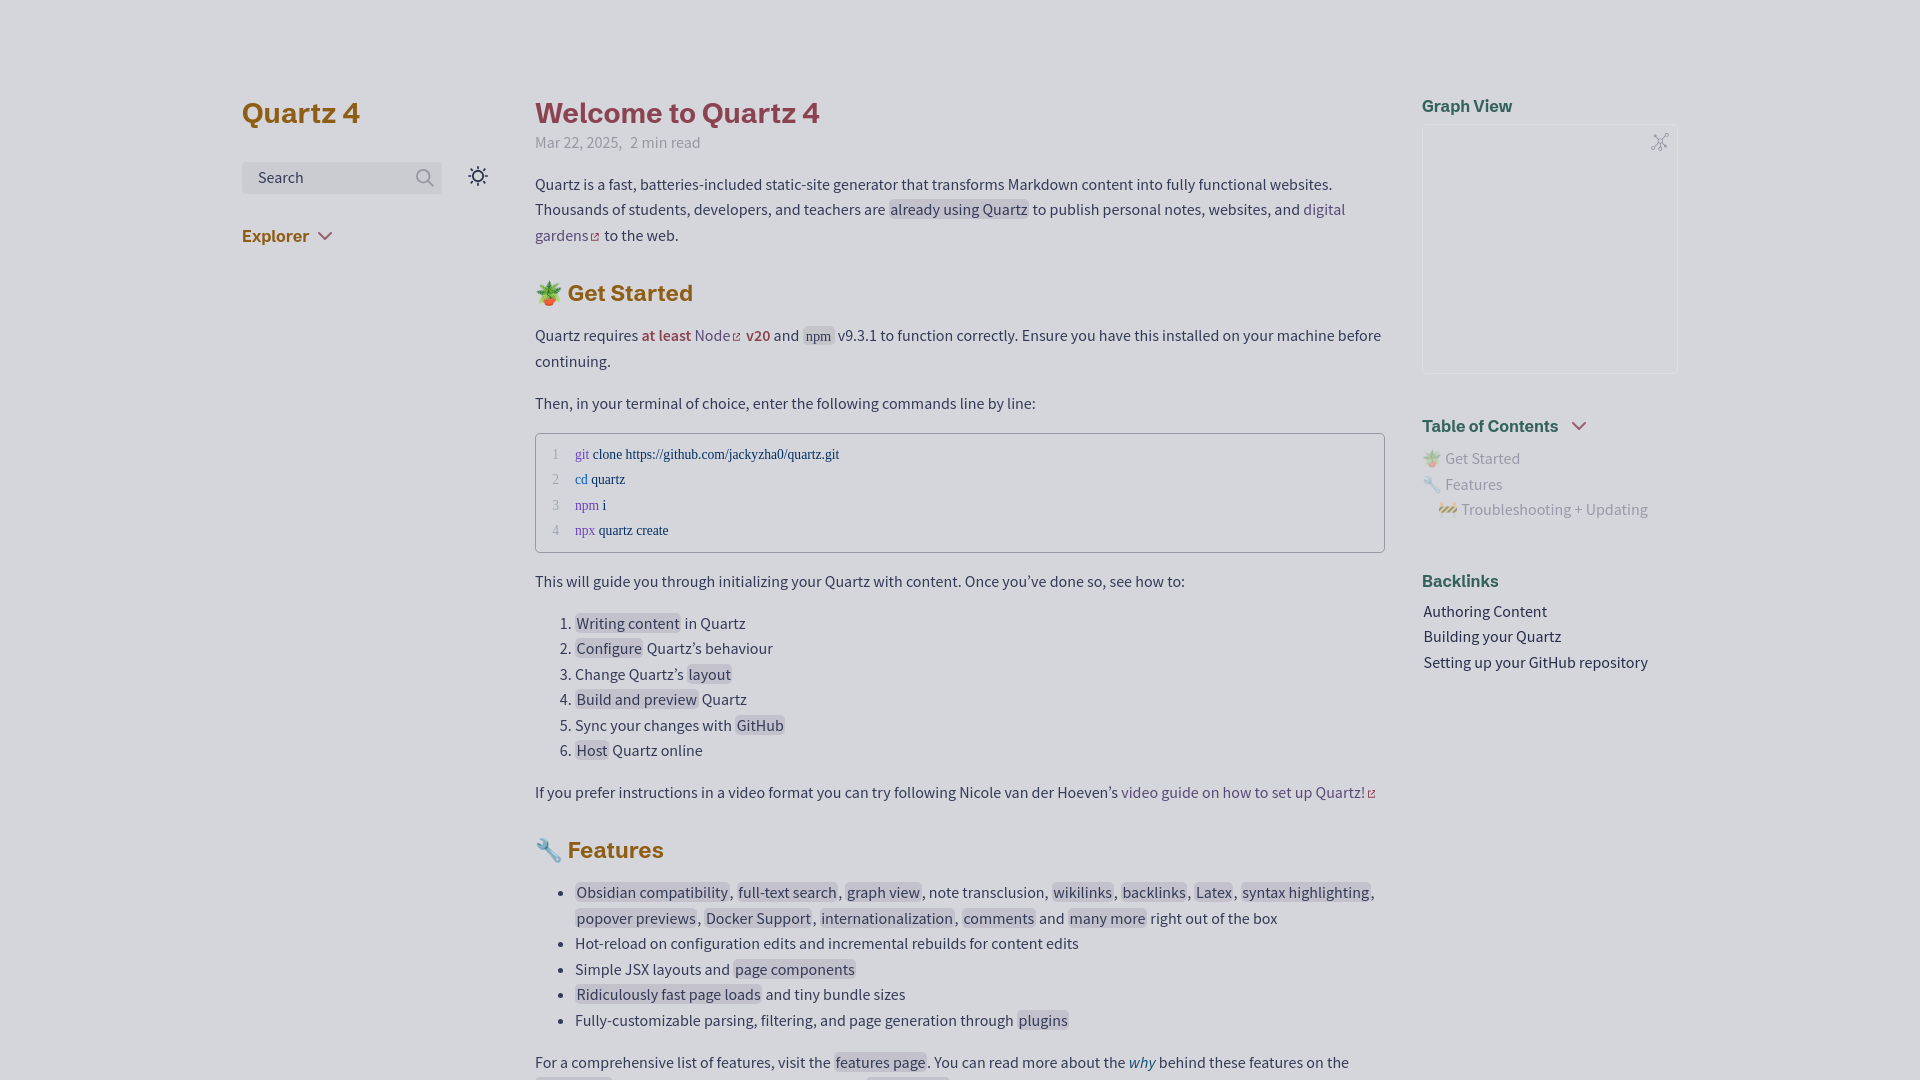 Quartz 4
Search
Explorer
Welcome to Quartz 4
Mar 22, 2025, 2 min read
Quartz is a fast, batteries-included static-site generator that transforms Markdown content into fully functional websites.
Thousands of students, developers, and teachers are already using Quartz to publish personal notes, websites, and digital
gardens to the web.
🪴 Get Started
Quartz requires at least Node v20 and npm v9.3.1 to function correctly. Ensure you have this installed on your machine before
continuing.
Then, in your terminal of choice, enter the following commands line by line:
1 git clone https://github.com/jackyzha0/quartz.git
2 cd quartz
3 npm i
4 npx quartz create
This will guide you through initializing your Quartz with content. Once you’ve done so, see how to:
1. Writing content in Quartz
2. Configure Quartz’s behaviour
3. Change Quartz’s layout
4. Build and preview Quartz
5. Sync your changes with GitHub
6. Host Quartz online
If you prefer instructions in a video format you can try following Nicole van der Hoeven’s video guide on how to set up Quartz!
🔧 Features
• Obsidian compatibility, full-text search, graph view, note transclusion, wikilinks, backlinks, Latex, syntax highlighting,
popover previews, Docker Support, internationalization, comments and many more right out of the box
• Hot-reload on configuration edits and incremental rebuilds for content edits
• Simple JSX layouts and page components
• Ridiculously fast page loads and tiny bundle sizes
• Fully-customizable parsing, filtering, and page generation through plugins
For a comprehensive list of features, visit the features page. You can read more about the why behind these features on the
Graph View
Table of Contents
🪴 Get Started
🔧 Features
🚧 Troubleshooting + Updating
Backlinks
Authoring Content
Building your Quartz
Setting up your GitHub repository